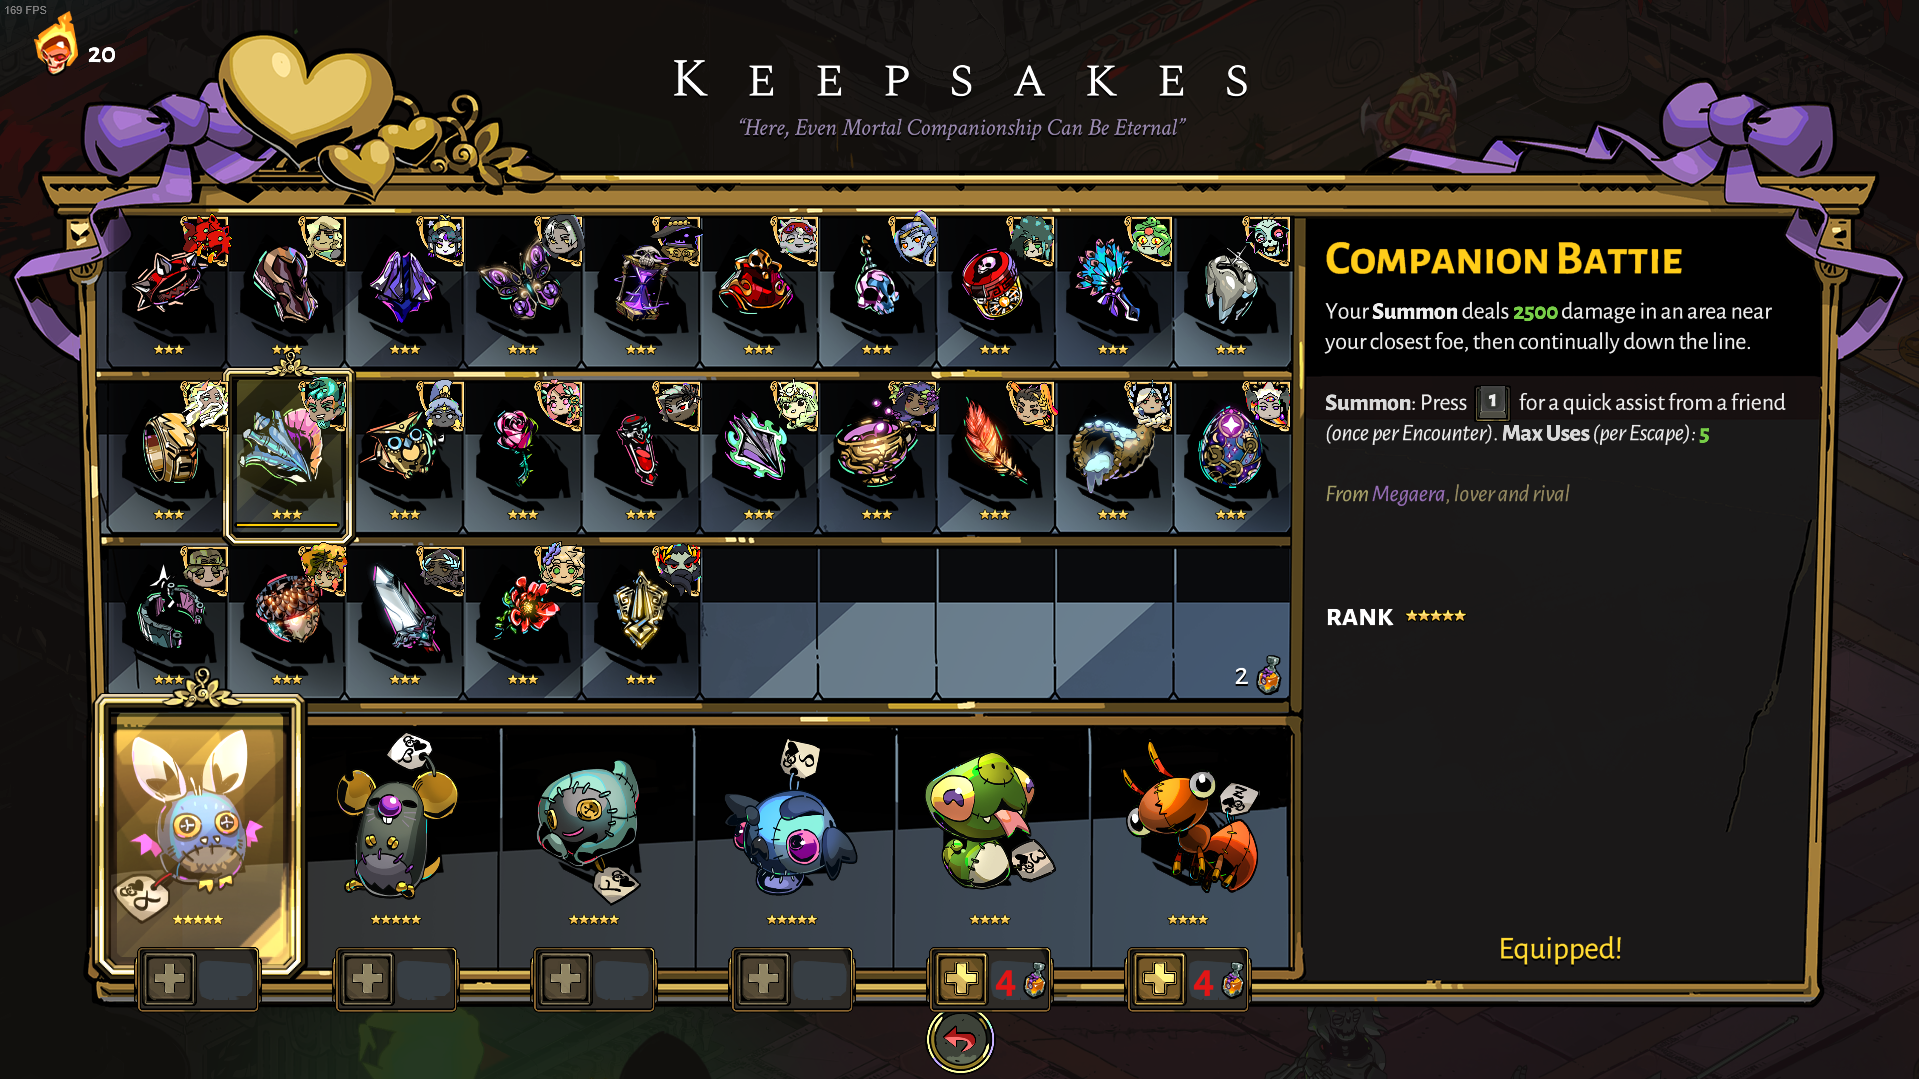 169 FPS
20
KEEPSAKES
“Here, Even Mortal Companionship Can Be Eternal”
COMPANION BATTIE
Your Summon deals 2500 damage in an area near
your closest foe, then continually down the line.
Summon: Press 1 for a quick assist from a friend
(once per Encounter). Max Uses (per Escape): 5
From Megaera, lover and rival
RANK
2
4
4
Equipped!